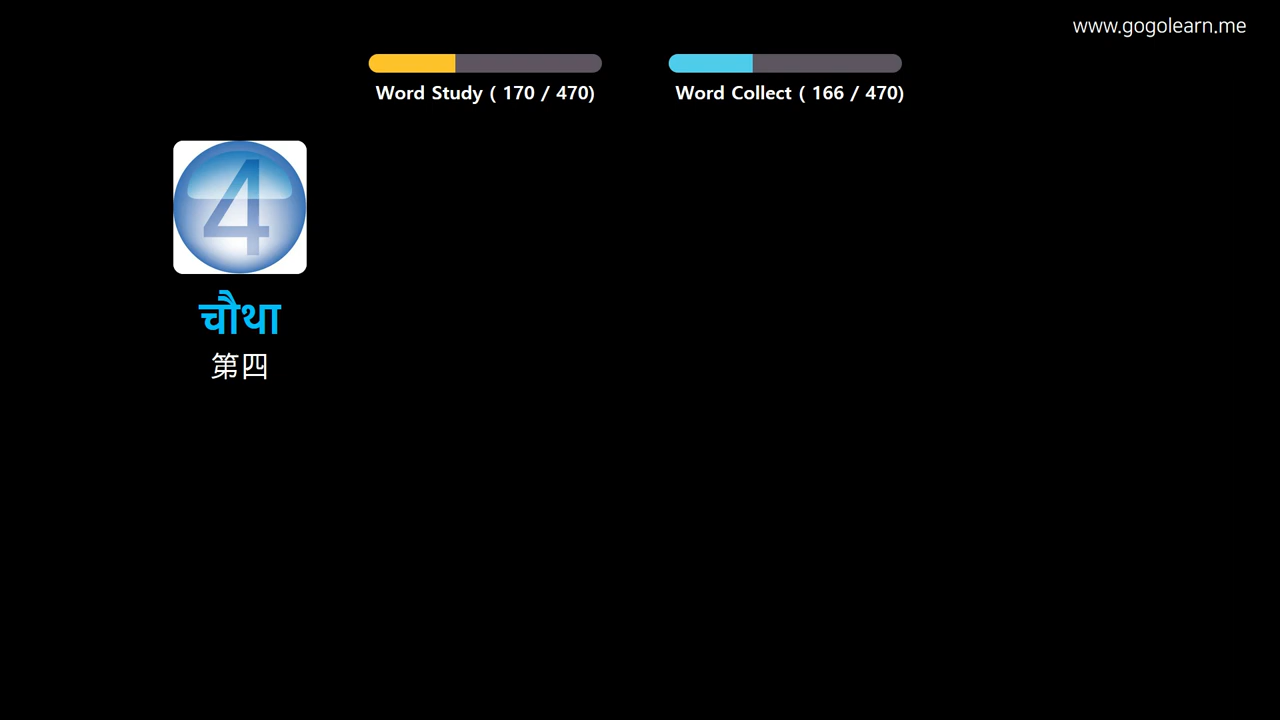 www.gogolearn.me
Word Study ( 170 / 470)
Word Collect ( 166 / 470)
4
चौथा
第四